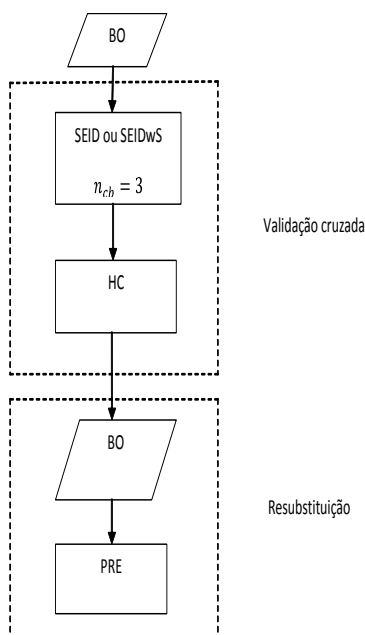 BO
SEID ou SEIDwS
n_cb = 3
Validação cruzada
HC
BO
Resubstituição
PRE